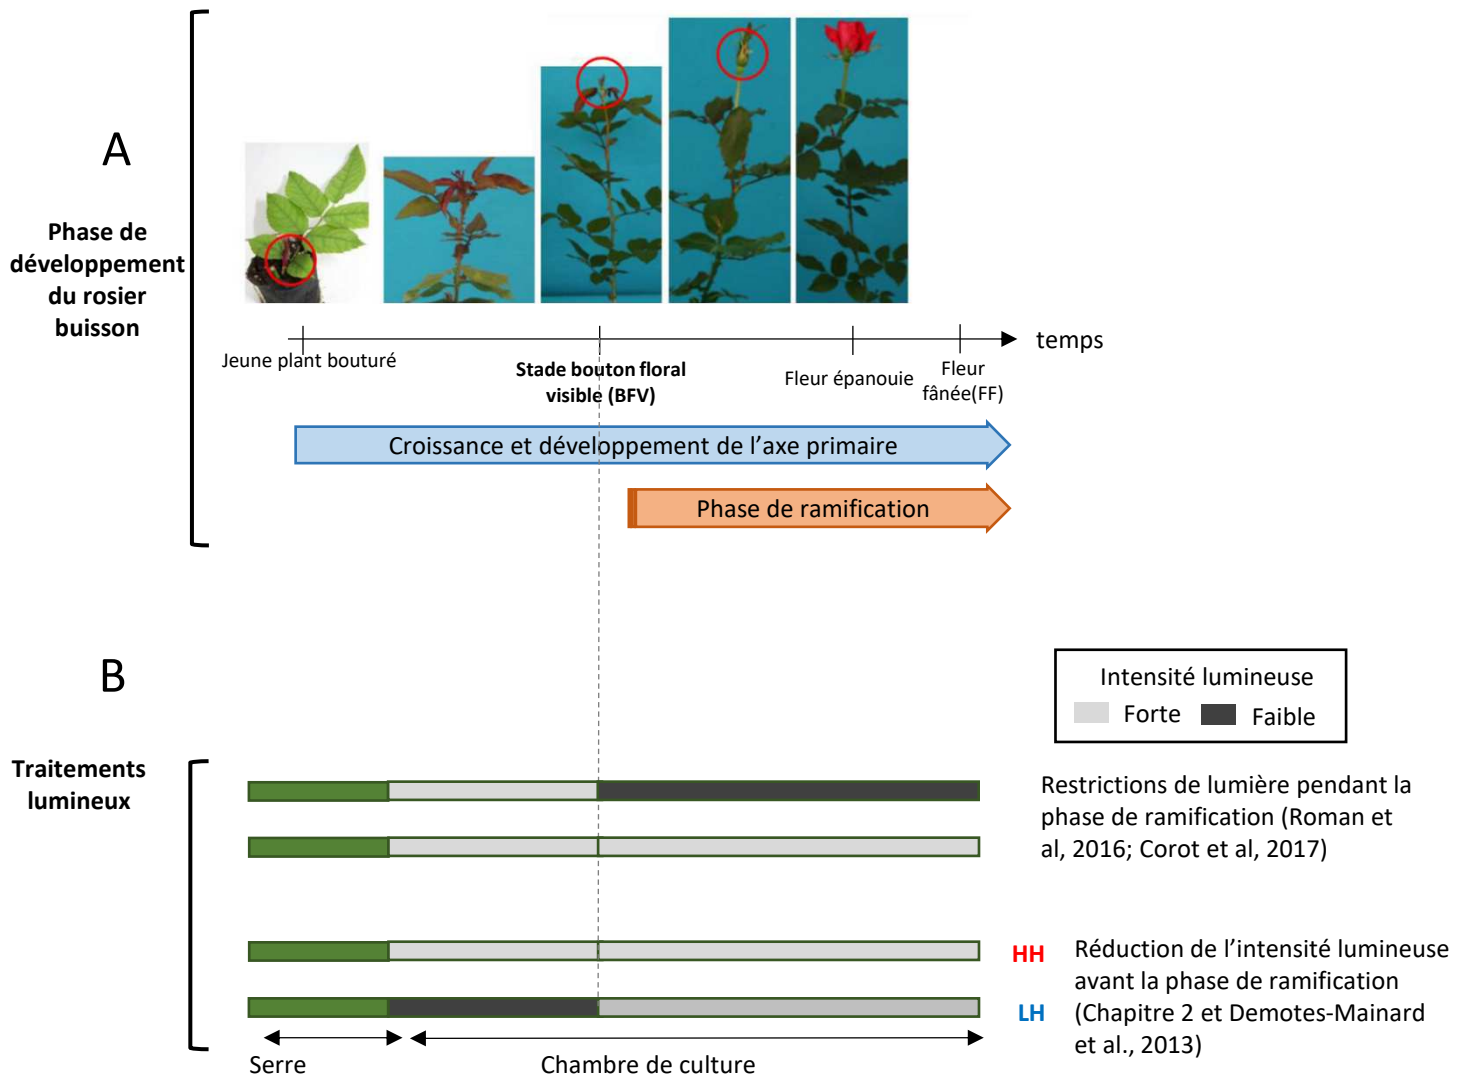 A
Phase de
développement
du rosier
buisson
temps
Jeune plant bouturé
Stade bouton floral
visible (BFV)
Fleur épanouie
Fleur
fânée(FF)
Croissance et développement de l'axe primaire
Phase de ramification
B
Intensité lumineuse
Forte
Faible
Traitements
lumineux
Restrictions de lumière pendant la
phase de ramification (Roman et
al, 2016; Corot et al, 2017)
HH
LH
Réduction de l'intensité lumineuse
avant la phase de ramification
(Chapitre 2 et Demotes-Mainard
et al., 2013)
Serre
Chambre de culture